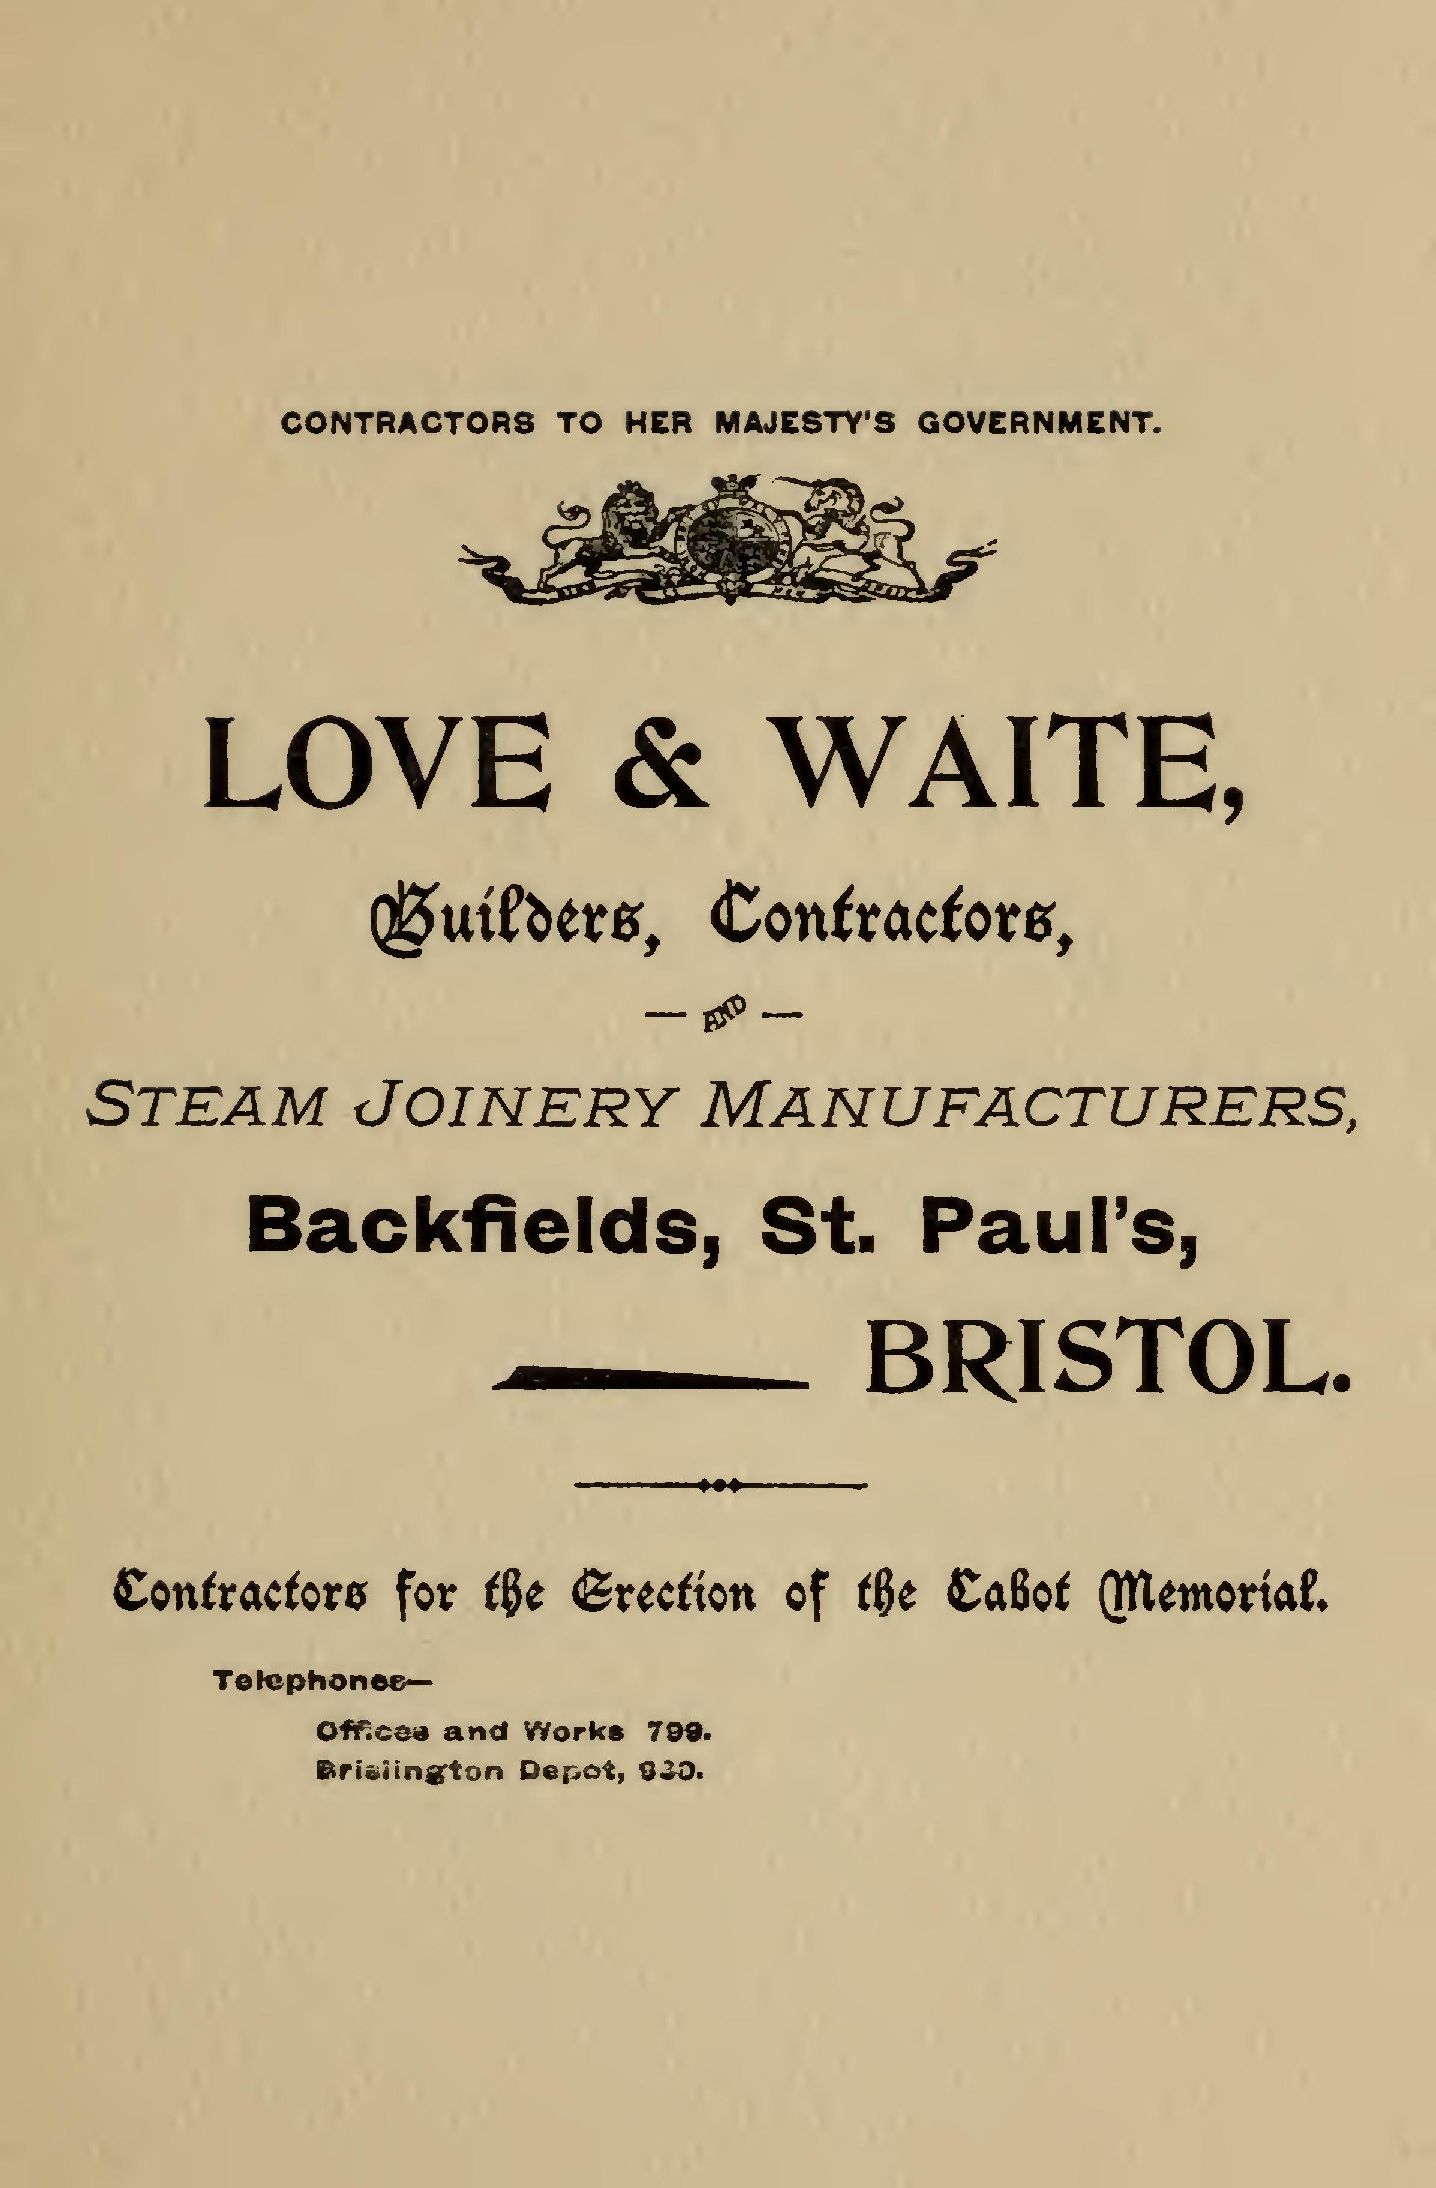 CONTRACTORS TO HER MAJESTY'S GOVERNMENT.
LOVE & WAITE,
Builders, Contractors,
— AND —
STEAM JOINERY MANUFACTURERS,
Backfields, St. Paul's,
BRISTOL.
Contractors for the Erection of the Cabot Memorial.
Telephones—
Offices and Works 799.
Brislington Depot,